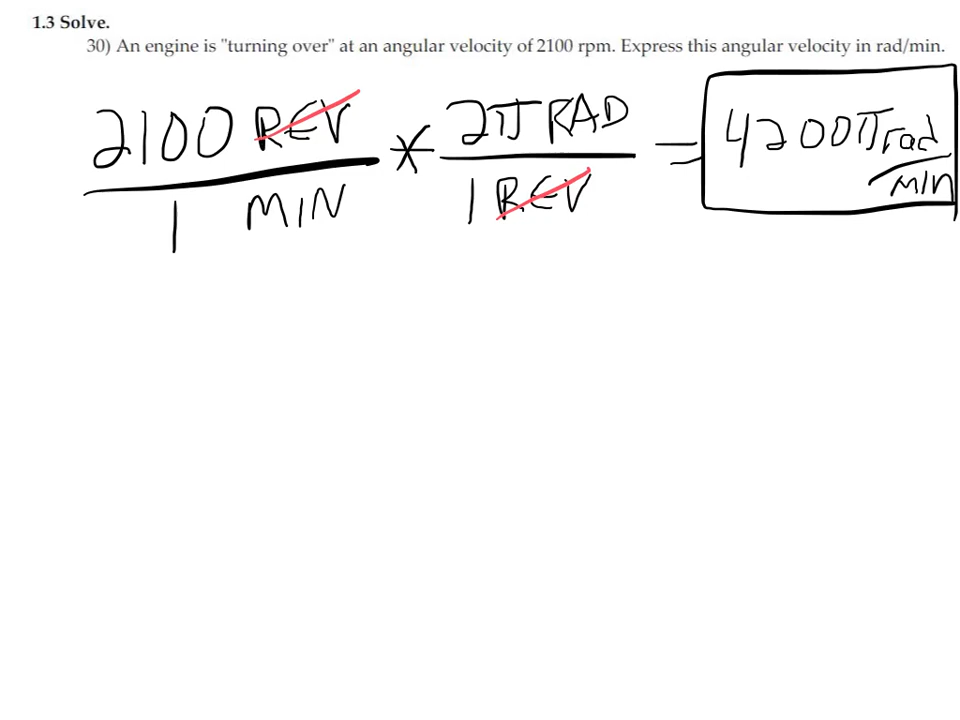 1.3 Solve.
30) An engine is "turning over" at an angular velocity of 2100 rpm. Express this angular velocity in rad/min.
2100 REV * 2π RAD = 4200π rad
1 MIN 1 REV MIN